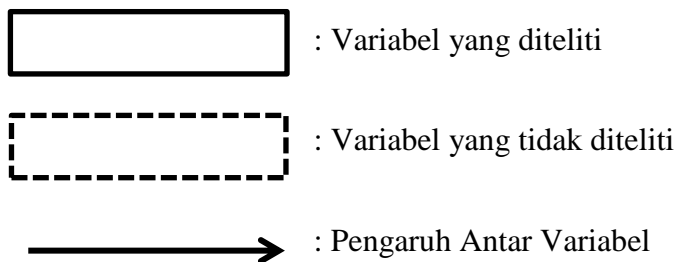 : Variabel yang diteliti
: Variabel yang tidak diteliti
: Pengaruh Antar Variabel